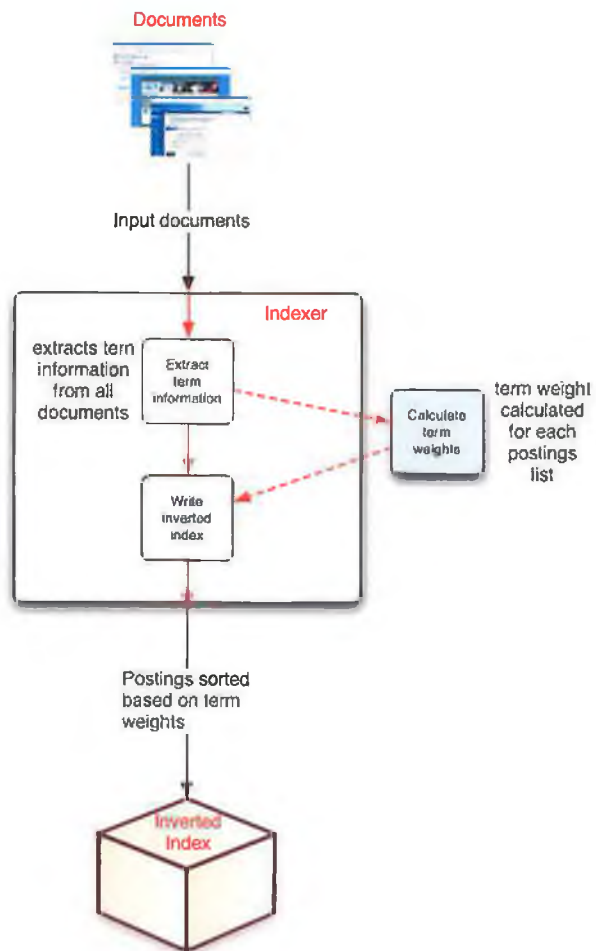 Documents
Input documents
Indexer
extracts tern
information
from all
documents
Extract
term
information
Calculate
term
weights
term weight
calculated
for each
postings
list
Write
inverted
index
Postings sorted
based on term
weights
Inverted
Index